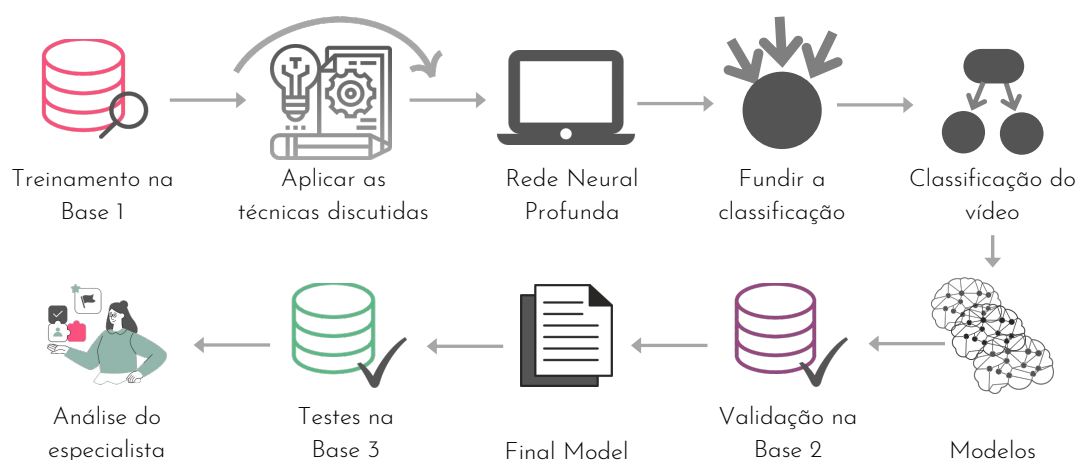 Treinamento na
Base 1
Aplicar as
técnicas discutidas
Rede Neural
Profunda
Fundir a
classificação
Classificação do
vídeo
Análise do
especialista
Testes na
Base 3
Final Model
Validação na
Base 2
Modelos